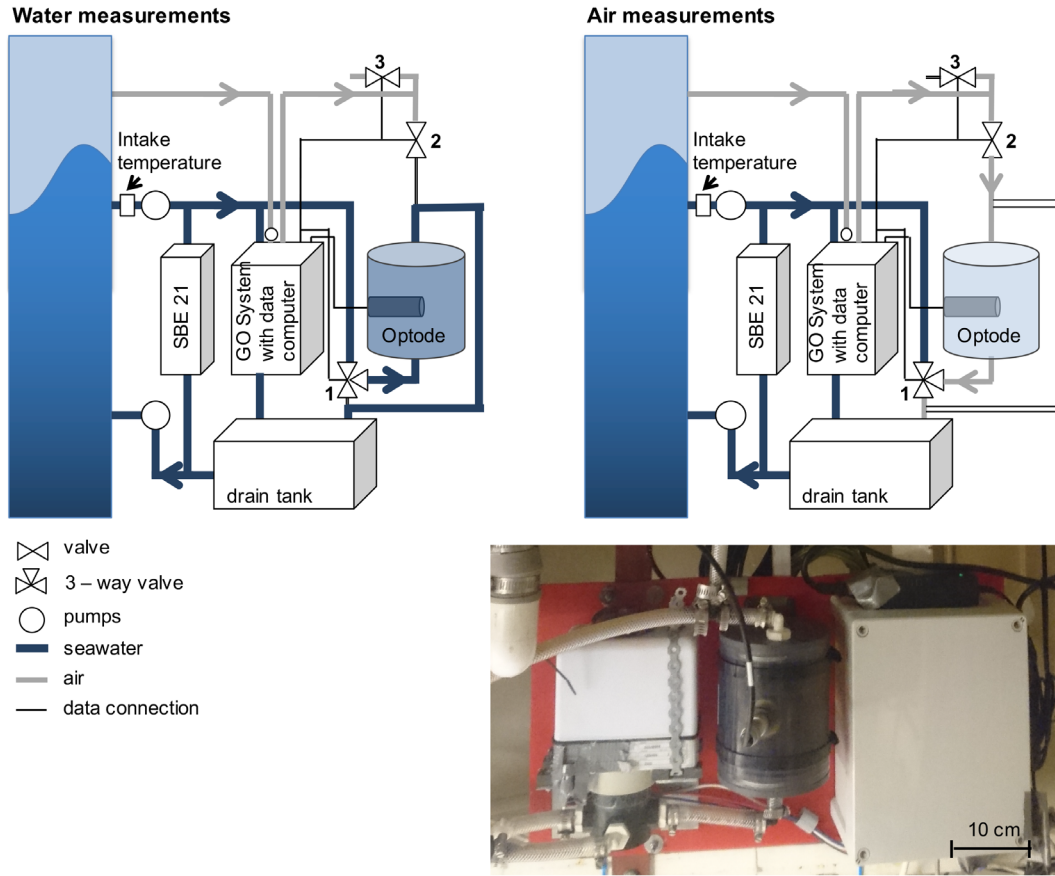 Water measurements
Air measurements
3
2
Intake
temperature
SBE 21
GO System
with data
computer
Optode
1
drain tank
3
2
Intake
temperature
SBE 21
GO System
with data
computer
Optode
1
drain tank
valve
3 – way valve
pumps
seawater
air
data connection
10 cm